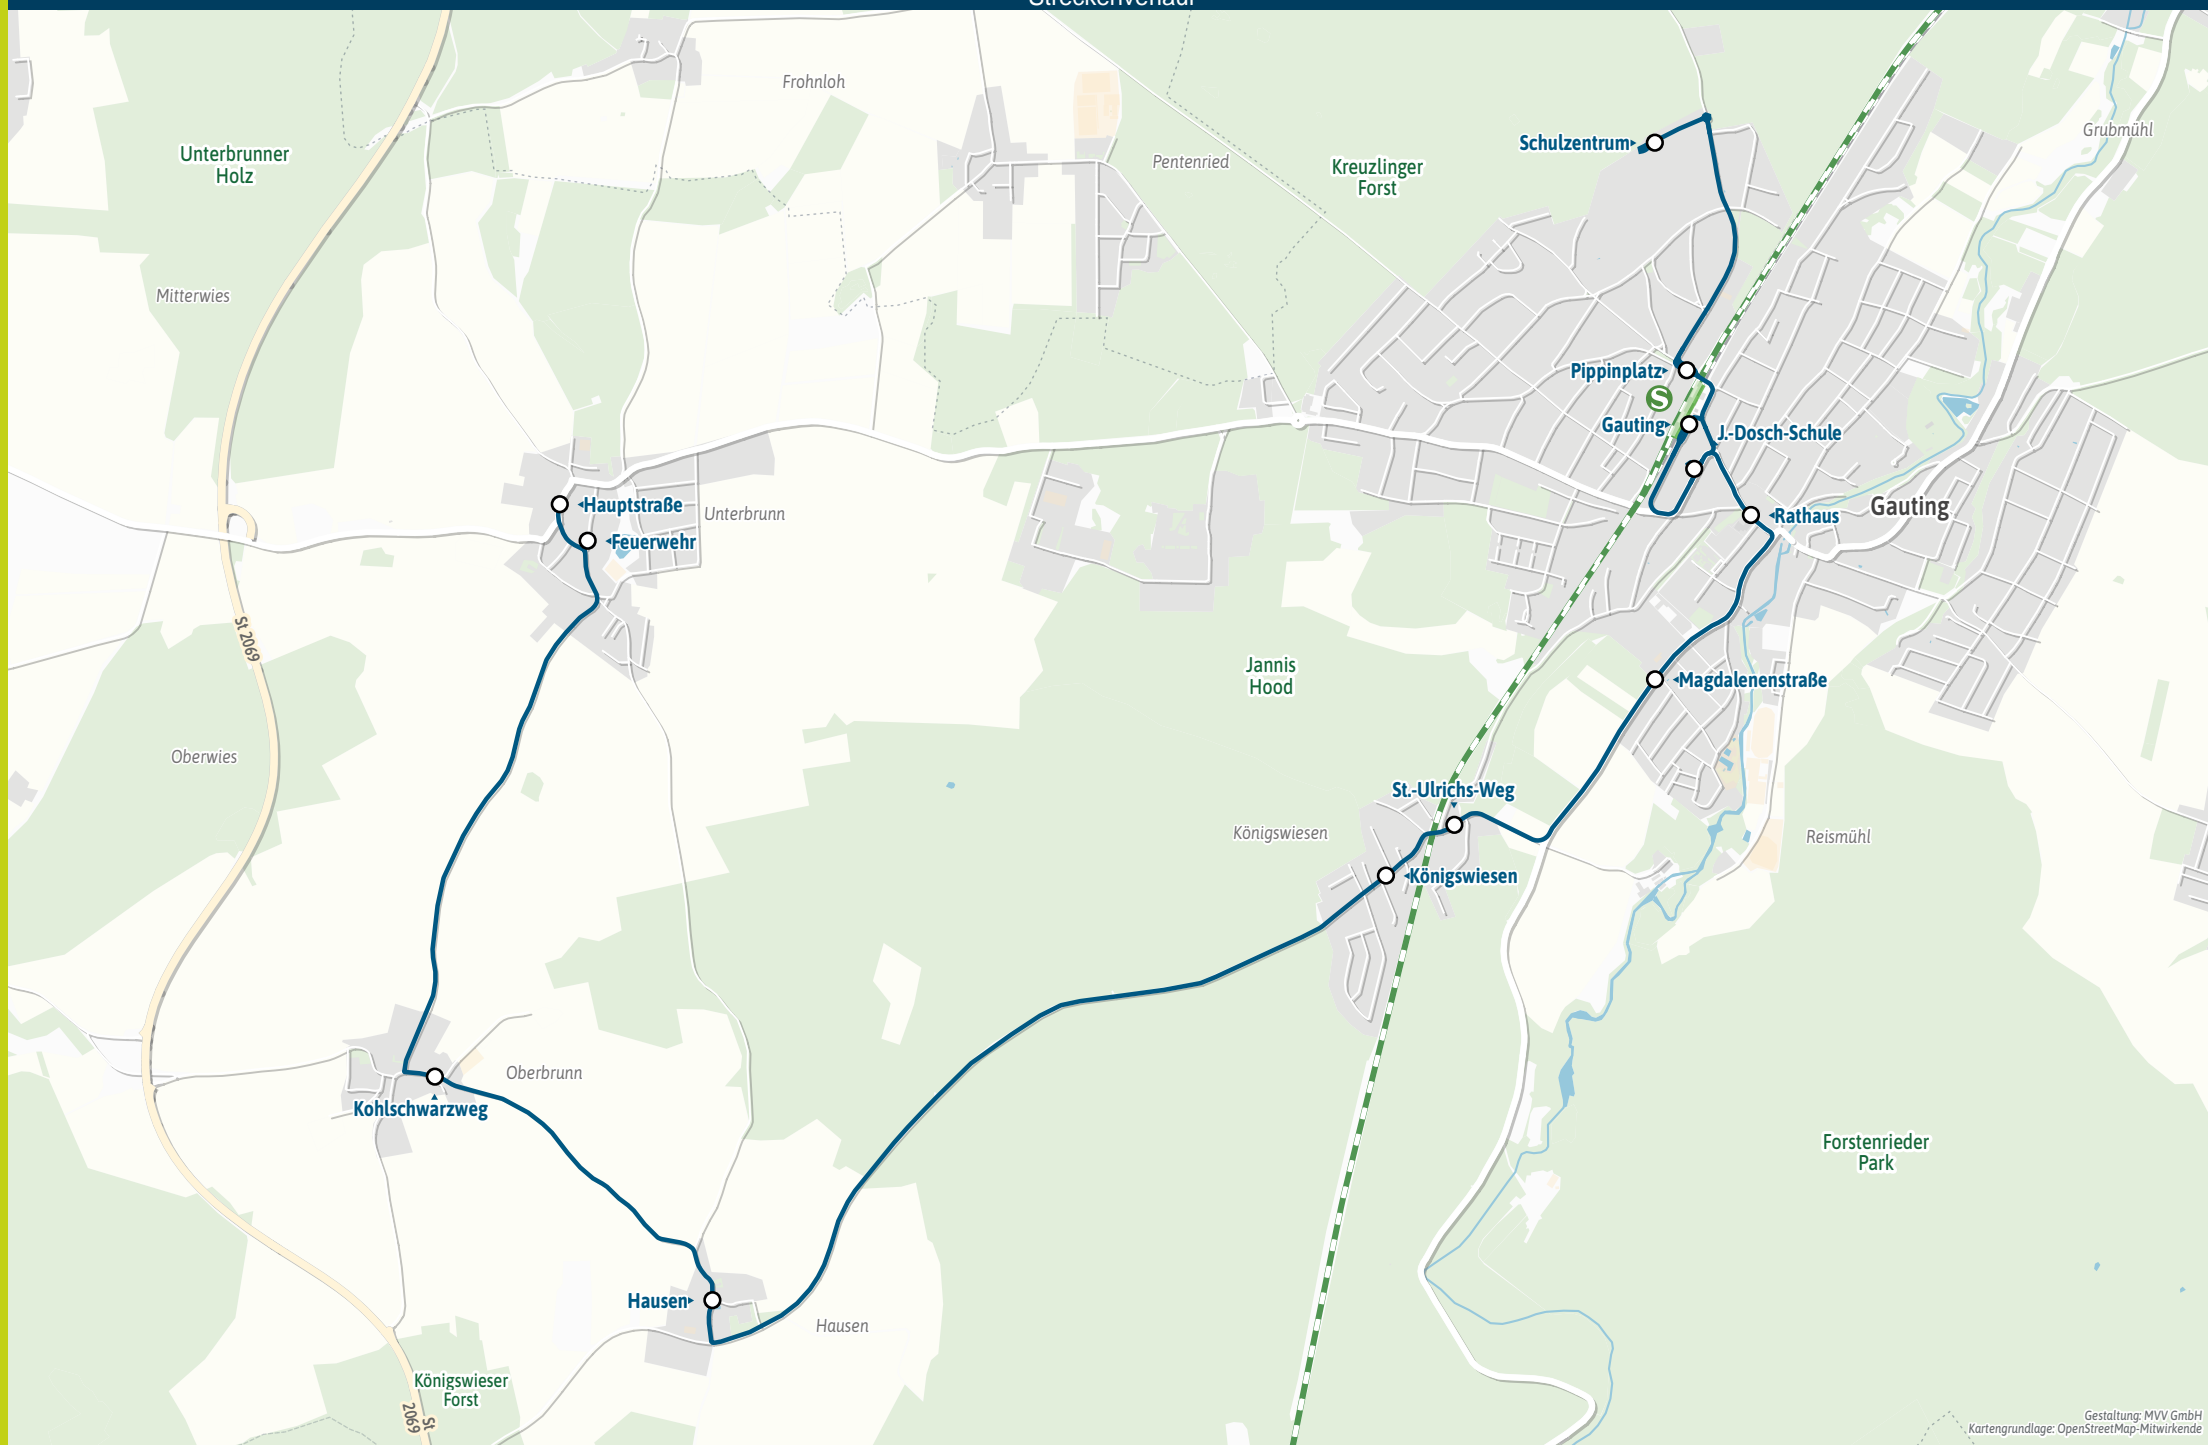 Streckenverlauf
Frohnloh
Grubmühl
Unterbrunner
Holz
Schulzentrum
Pentenried
Kreuzlinger
Forst
Mitterwies
Pippinplatz
S
Gauting
J.-Dosch-Schule
Hauptstraße
Unterbrunn
Rathaus
Gauting
Feuerwehr
St 2069
Jannis
Hood
Magdalenenstraße
Oberwies
St.-Ulrichs-Weg
Königswiesen
Reismühl
Königswiesen
Oberbrunn
Kohlschwarzweg
Forstenrieder
Park
Hausen
Hausen
Königswieser
Forst
St
2069
Gestaltung: MVV GmbH
Kartengrundlage: OpenStreetMap-Mitwirkende